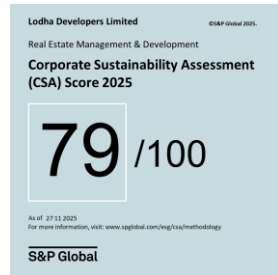 Lodha Developers Limited
©S&P Global 2025.
Real Estate Management & Development
Corporate Sustainability Assessment
(CSA) Score 2025
79 /100
As of 27 11 2025
For more information, visit: www.spglobal.com/esg/csa/methodology
S&P Global